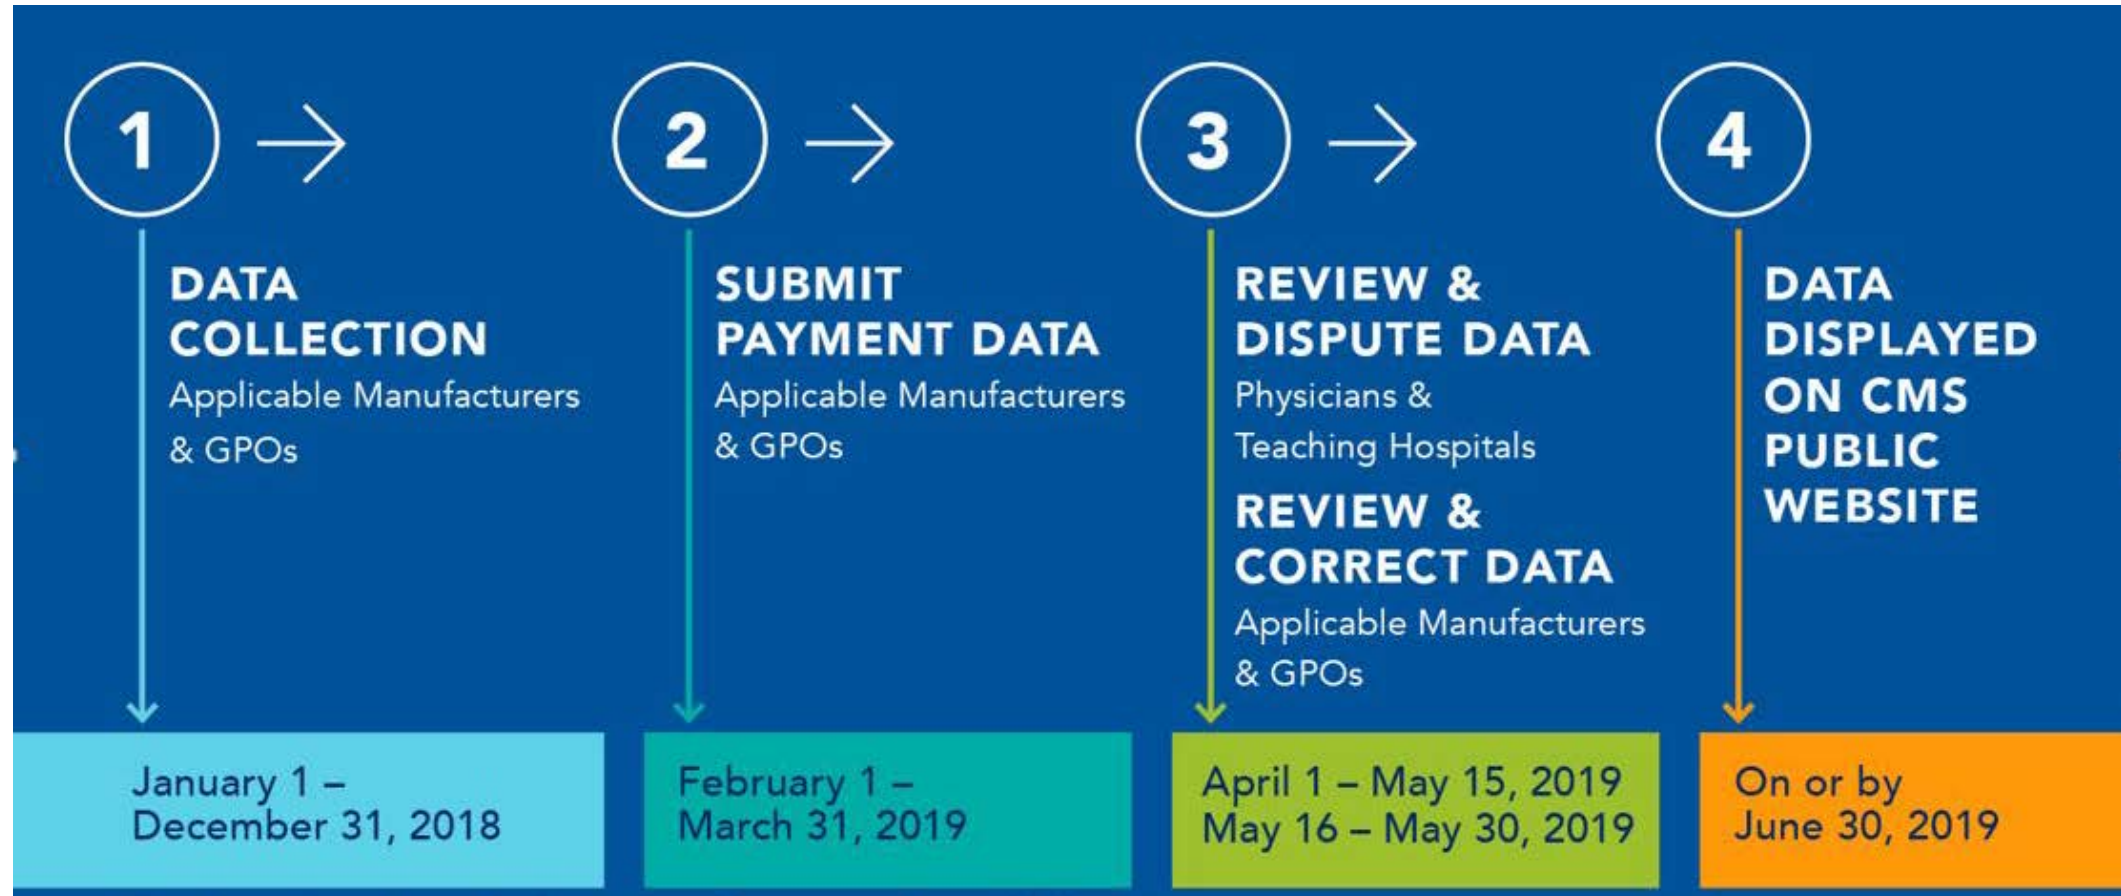 1
DATA
COLLECTION
Applicable Manufacturers
& GPOs
January 1 –
December 31, 2018
2
SUBMIT
PAYMENT DATA
Applicable Manufacturers
& GPOs
February 1 –
March 31, 2019
3
REVIEW &
DISPUTE DATA
Physicians &
Teaching Hospitals
REVIEW &
CORRECT DATA
Applicable Manufacturers
& GPOs
April 1 – May 15, 2019
May 16 – May 30, 2019
4
DATA
DISPLAYED
ON CMS
PUBLIC
WEBSITE
On or by
June 30, 2019